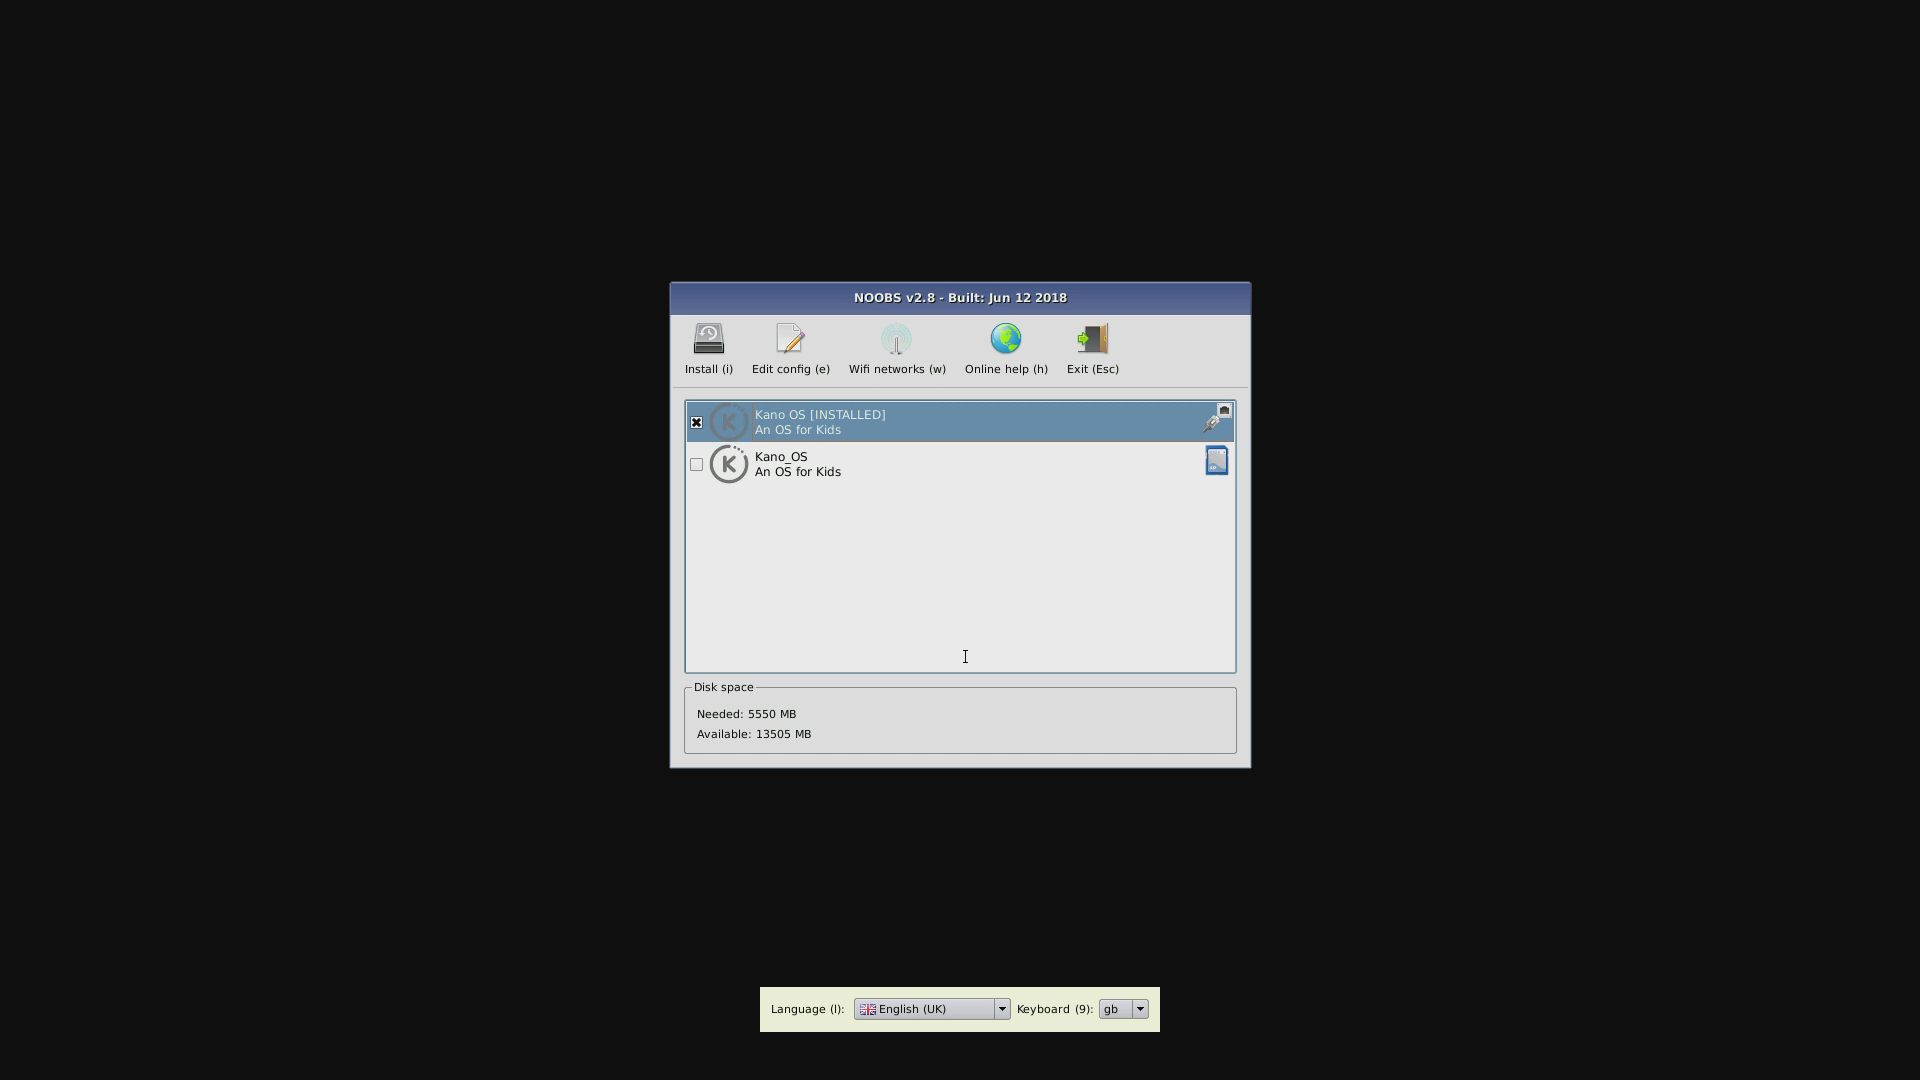 NOOBS v2.8 - Built: Jun 12 2018
Install (i) Edit config (e) Wifi networks (w) Online help (h) Exit (Esc)
Kano OS [INSTALLED]
An OS for Kids
Kano_OS
An OS for Kids
Disk space
Needed: 5550 MB
Available: 13505 MB
Language (l): English (UK) Keyboard (9): gb